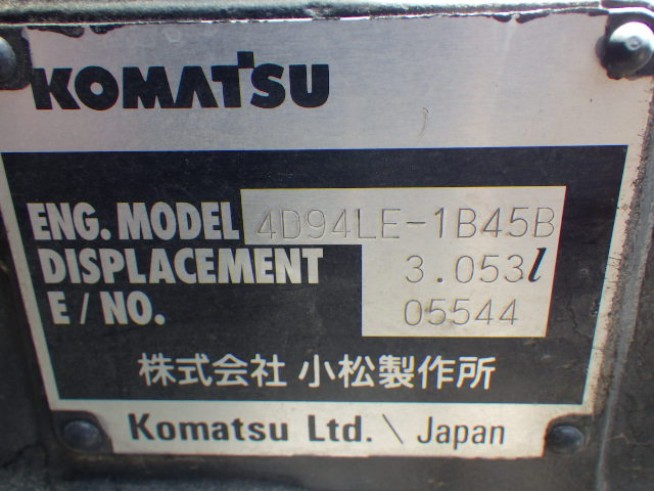 KOMATSU
ENG. MODEL 4D94LE-1B45B
DISPLACEMENT 3.053l
E / NO. 05544
株式会社 小松製作所
Komatsu Ltd. \ Japan